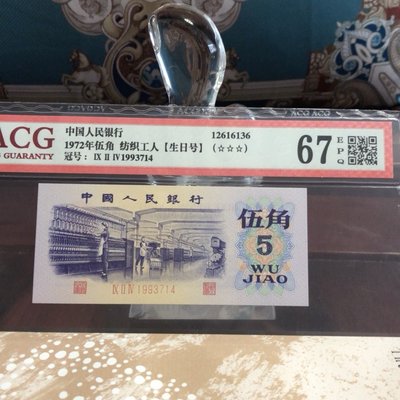 ACG
GUARANTY
中国人民银行
1972年伍角 纺织工人【生日号】
冠号：IX II IV1993714
12616136
(☆☆☆)
67
EPQ
中國人民銀行
伍角
5
WU
JIAO
IX II IV 1993714